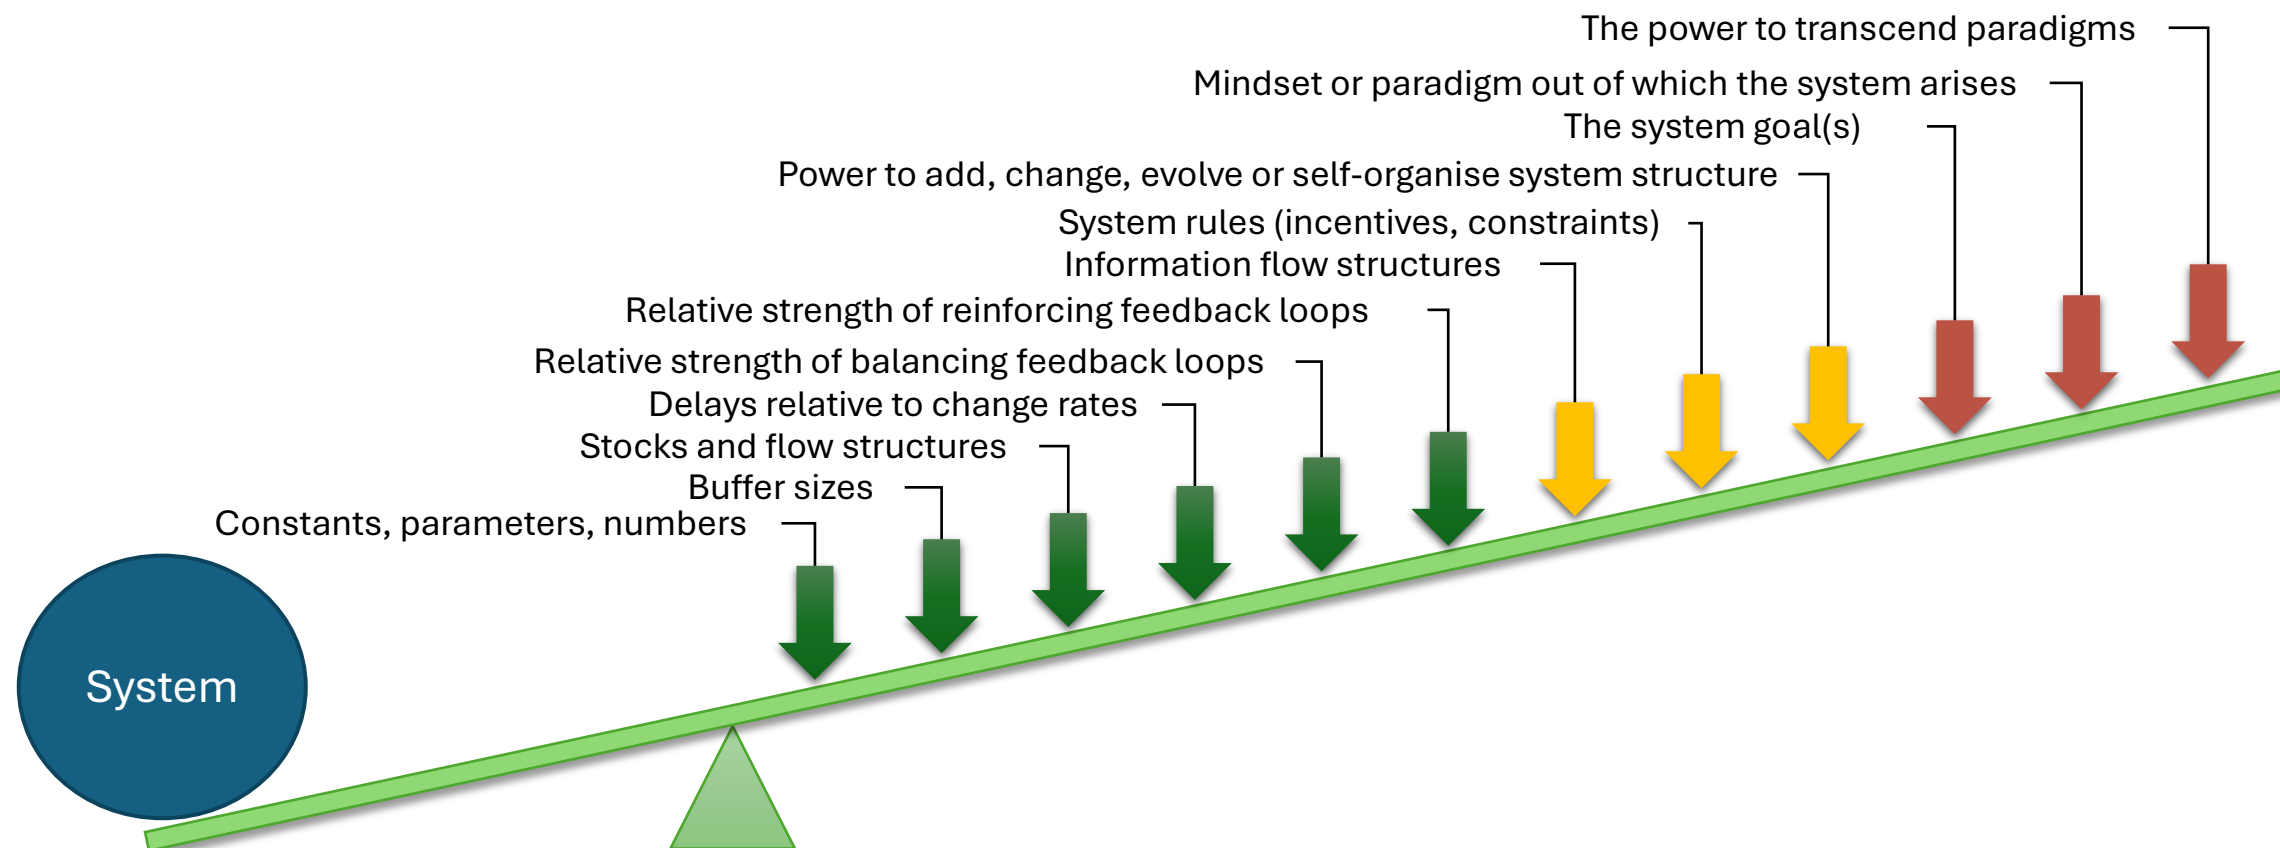 The power to transcend paradigms
Mindset or paradigm out of which the system arises
The system goal(s)
Power to add, change, evolve or self-organise system structure
System rules (incentives, constraints)
Information flow structures
Relative strength of reinforcing feedback loops
Relative strength of balancing feedback loops
Delays relative to change rates
Stocks and flow structures
Buffer sizes
Constants, parameters, numbers
System